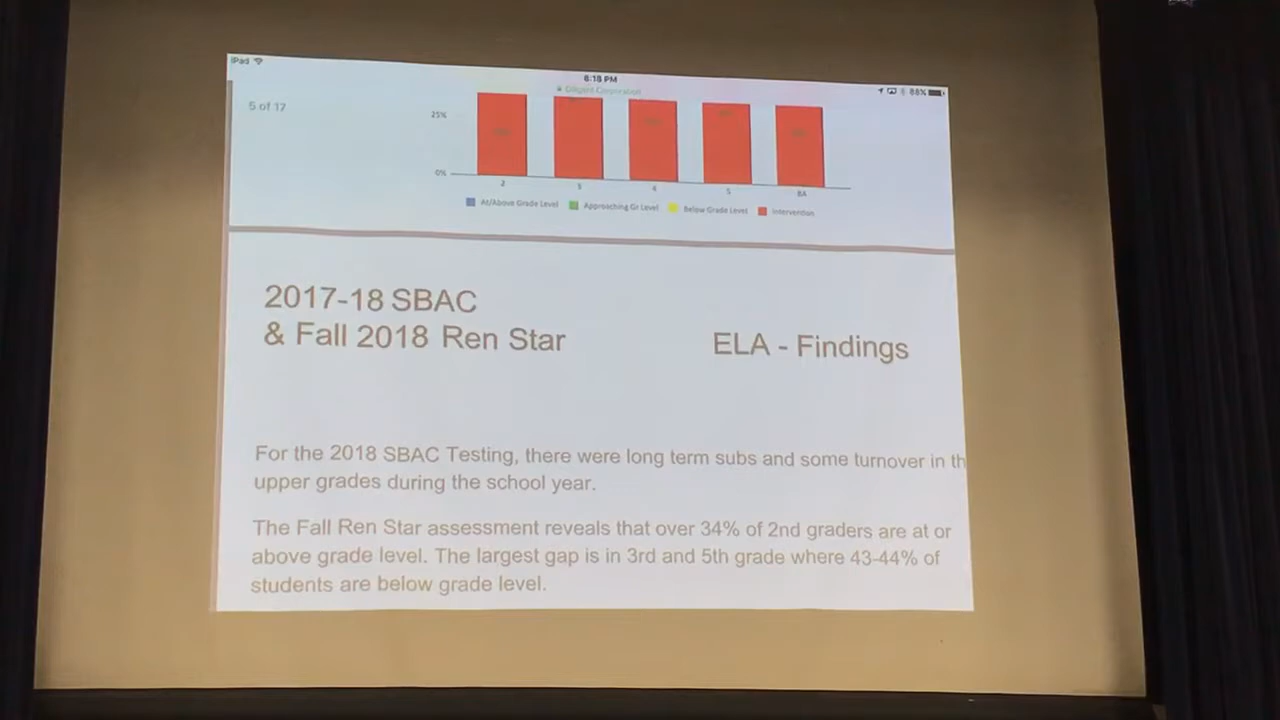 iPad
6:18 PM
88%
5 of 17
25%
0%
2
3
4
5
8A
At/Above Grade Level
Approaching Gr Level
Below Grade Level
Intervention
2017-18 SBAC
& Fall 2018 Ren Star
ELA - Findings
For the 2018 SBAC Testing, there were long term subs and some turnover in th
upper grades during the school year.
The Fall Ren Star assessment reveals that over 34% of 2nd graders are at or
above grade level. The largest gap is in 3rd and 5th grade where 43-44% of
students are below grade level.